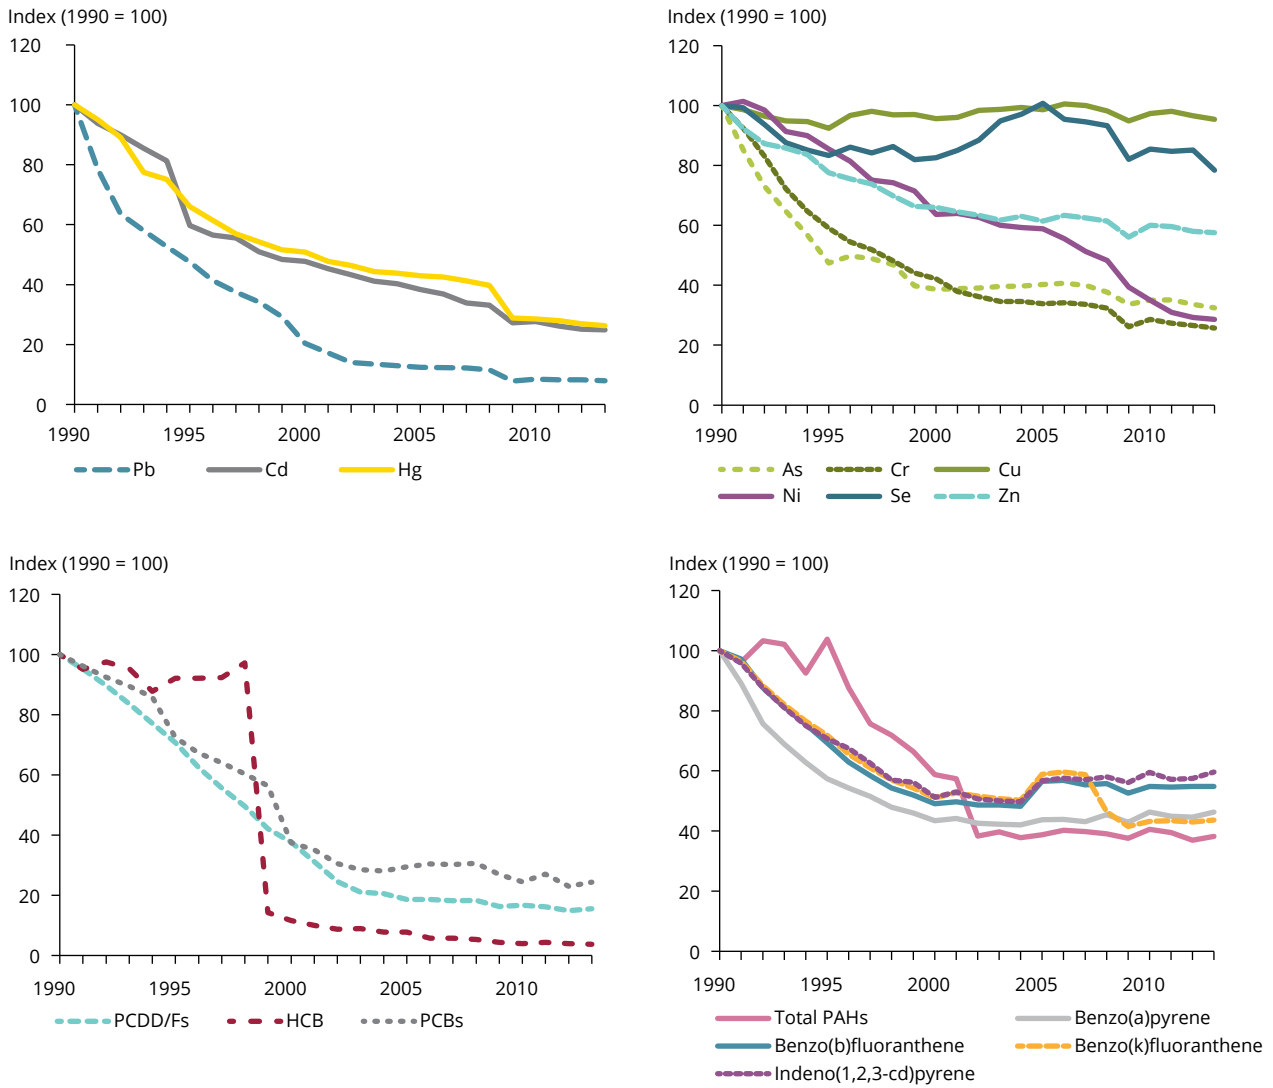 Index (1990 = 100)
120
100
80
60
40
20
0
1990 1995 2000 2005 2010
Pb Cd Hg
Index (1990 = 100)
120
100
80
60
40
20
0
1990 1995 2000 2005 2010
As Cr Cu
Ni Se Zn
Index (1990 = 100)
120
100
80
60
40
20
0
1990 1995 2000 2005 2010
PCDD/Fs HCB PCBs
Index (1990 = 100)
120
100
80
60
40
20
0
1990 1995 2000 2005 2010
Total PAHs Benzo(a)pyrene
Benzo(b)fluoranthene Benzo(k)fluoranthene
Indeno(1,2,3-cd)pyrene